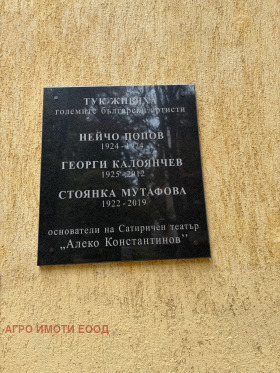 ТУК ЖИВЯХА
големите български артисти
НЕЙЧО ПОПОВ
1924 - 1974
ГЕОРГИ КАЛОЯНЧЕВ
1925 - 2012
СТОЯНКА МУТАФОВА
1922 - 2019
основатели на Сатиричен театър
„Алеко Константинов"
АГРО ИМОТИ ЕООД